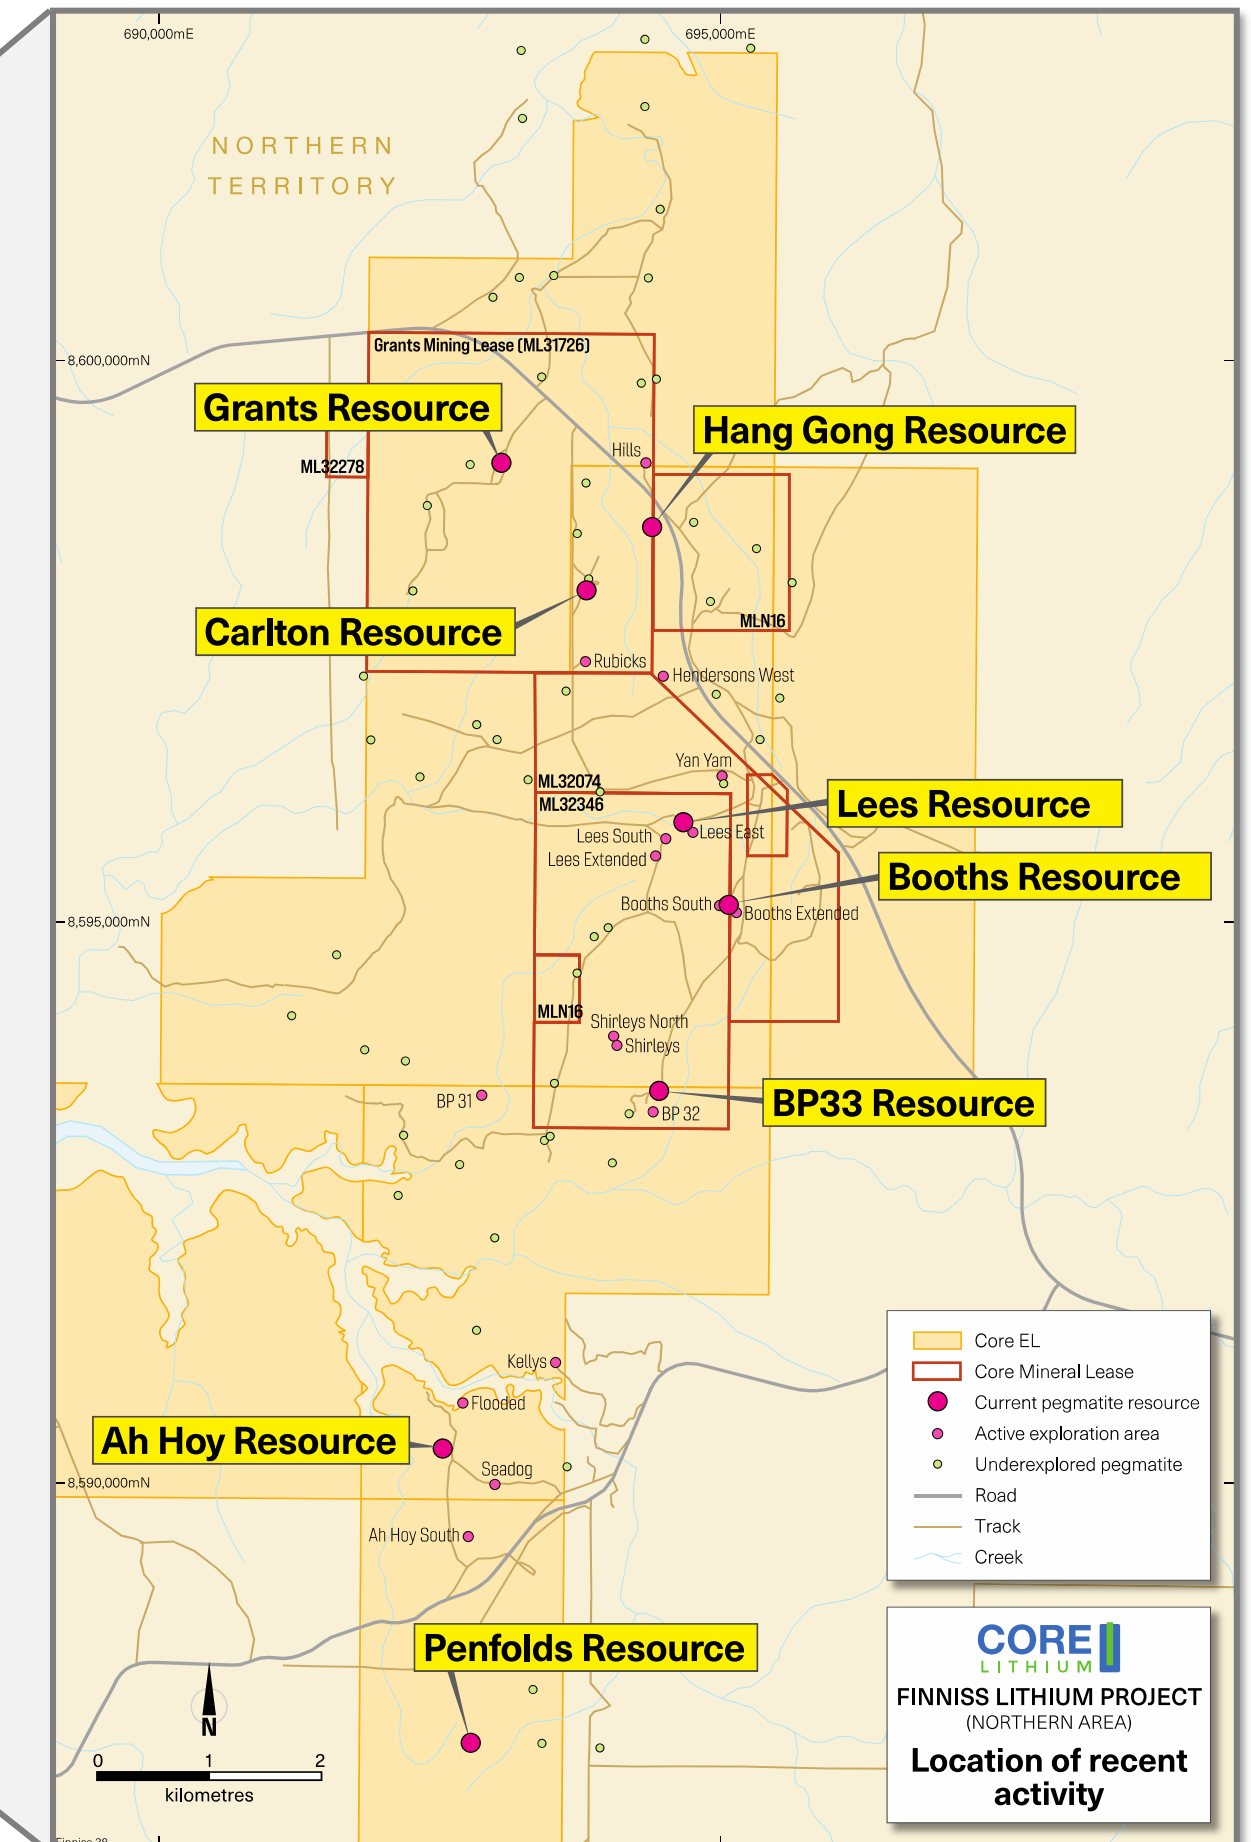 690,000mE
695,000mE
NORTHERN
TERRITORY
Grants Mining Lease (ML31726)
8,600,000mN
Grants Resource
Hang Gong Resource
Hills
ML32278
Carlton Resource
MLN16
Rubicks
Hendersons West
Yan Yam
ML32074
ML32346
Lees Resource
Lees South
Lees East
Lees Extended
Booths Resource
Booths South
Booths Extended
8,595,000mN
MLN16
Shirleys North
Shirleys
BP 31
BP33 Resource
BP 32
Kellys
Flooded
Ah Hoy Resource
Seadog
8,590,000mN
Ah Hoy South
Penfolds Resource
Core EL
Core Mineral Lease
Current pegmatite resource
Active exploration area
Underexplored pegmatite
Road
Track
Creek
CORE
LITHIUM
FINNISS LITHIUM PROJECT
(NORTHERN AREA)
Location of recent
activity
N
0 1 2
kilometres